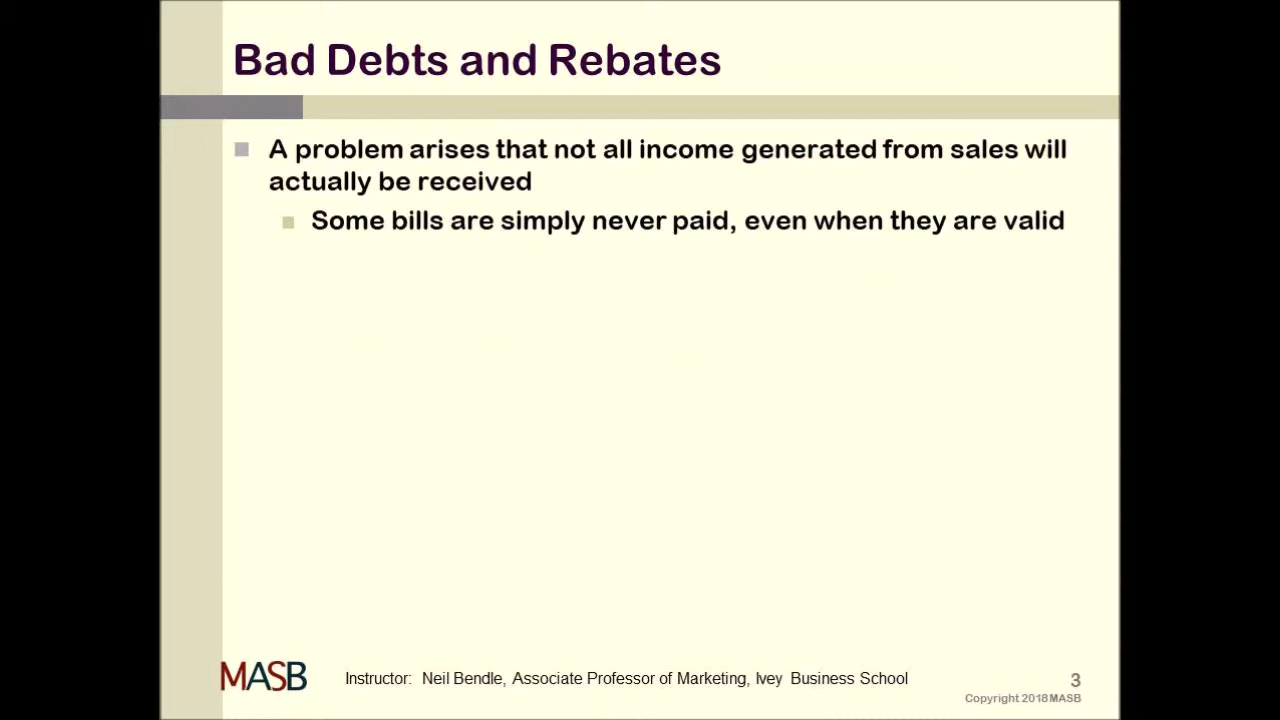 Bad Debts and Rebates
A problem arises that not all income generated from sales will
actually be received
Some bills are simply never paid, even when they are valid
MASB
Instructor: Neil Bendle, Associate Professor of Marketing, Ivey Business School
3
Copyright 2018 MASB